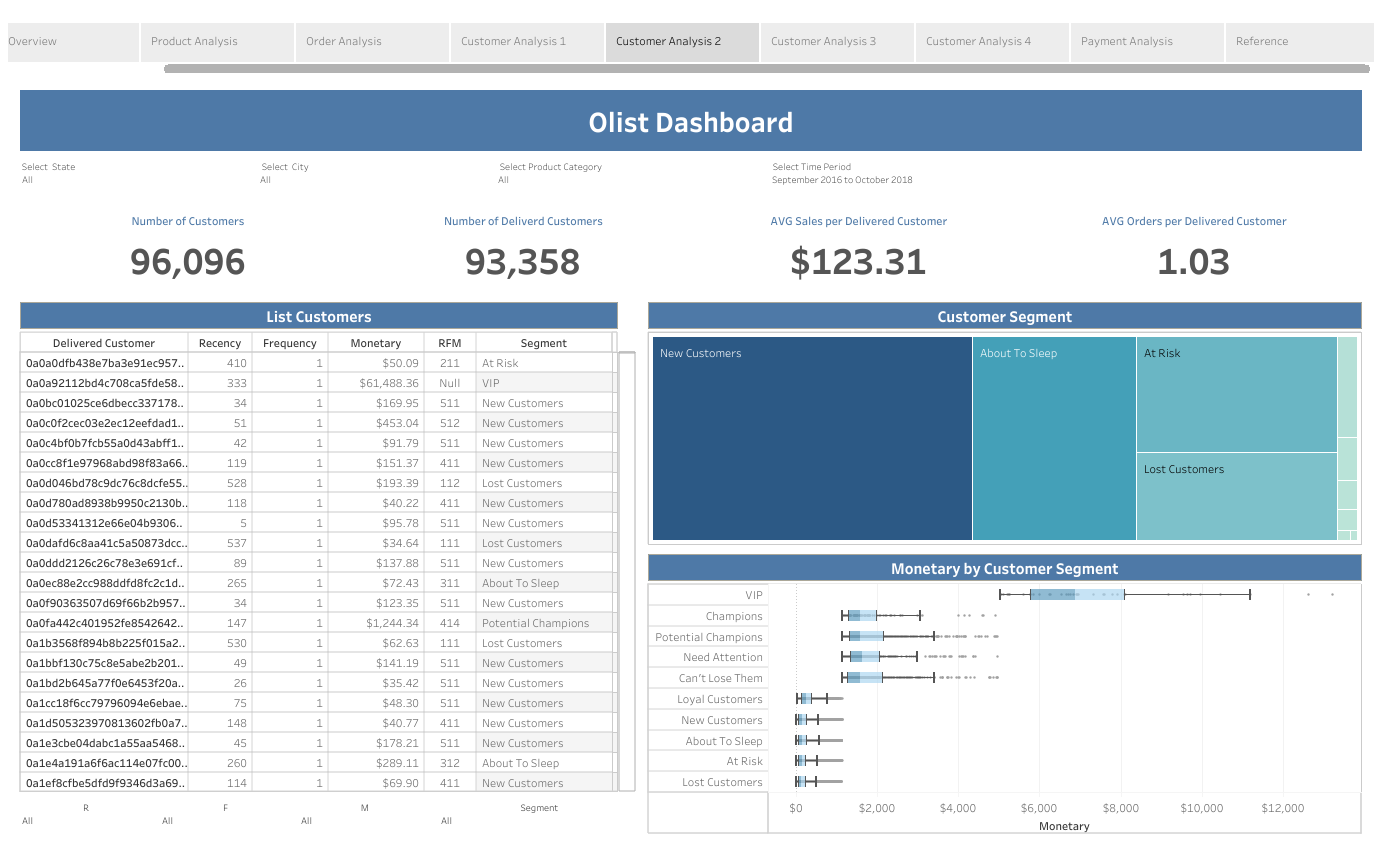 Overview Product Analysis Order Analysis Customer Analysis 1 Customer Analysis 2 Customer Analysis 3 Customer Analysis 4 Payment Analysis Reference
Olist Dashboard
Select State Select City Select Product Category Select Time Period
All All All September 2016 to October 2018
Number of Customers Number of Deliverd Customers AVG Sales per Delivered Customer AVG Orders per Delivered Customer
96,096 93,358 $123.31 1.03
List Customers
Delivered Customer Recency Frequency Monetary RFM Segment
0a0a0dfb438e7ba3e91ec957.. 410 1 $50.09 211 At Risk
0a0a92112bd4c708ca5fde58.. 333 1 $61,488.36 Null VIP
0a0bc01025ce6dbecc337178.. 34 1 $169.95 511 New Customers
0a0c0f2cec03e2ec12eefdad1.. 51 1 $453.04 512 New Customers
0a0c4bf0b7fcb55a0d43abff1.. 42 1 $91.79 511 New Customers
0a0cc8f1e97968abd98f83a66.. 119 1 $151.37 411 New Customers
0a0d046bd78c9dc76c8dcfe55.. 528 1 $193.39 112 Lost Customers
0a0d780ad8938b9950c2130b.. 118 1 $40.22 411 New Customers
0a0d53341312e66e04b9306.. 5 1 $95.78 511 New Customers
0a0dafd6c8aa41c5a50873dcc.. 537 1 $34.64 111 Lost Customers
0a0ddd2126c26c78e3e691cf.. 89 1 $137.88 511 New Customers
0a0ec88e2cc988ddfd8fc2c1d.. 265 1 $72.43 311 About To Sleep
0a0f90363507d69f66b2b957.. 34 1 $123.35 511 New Customers
0a0fa442c401952fe8542642.. 147 1 $1,244.34 414 Potential Champions
0a1b3568f894b8b225f015a2.. 530 1 $62.63 111 Lost Customers
0a1bbf130c75c8e5abe2b201.. 49 1 $141.19 511 New Customers
0a1bd2b645a77f0e6453f20a.. 26 1 $35.42 511 New Customers
0a1cc18f6cc79796094e6ebae.. 75 1 $48.30 511 New Customers
0a1d505323970813602fb0a7.. 148 1 $40.77 411 New Customers
0a1e3cbe04dabc1a55aa5468.. 45 1 $178.21 511 New Customers
0a1e4a191a6f6ac114e07fc00.. 260 1 $289.11 312 About To Sleep
0a1ef8cfbe5dfd9f9346d3a69.. 114 1 $69.90 411 New Customers
R F M Segment
All All All All
Customer Segment
New Customers About To Sleep At Risk
Lost Customers
Monetary by Customer Segment
VIP
Champions
Potential Champions
Need Attention
Can't Lose Them
Loyal Customers
New Customers
About To Sleep
At Risk
Lost Customers
$0 $2,000 $4,000 $6,000 $8,000 $10,000 $12,000
Monetary